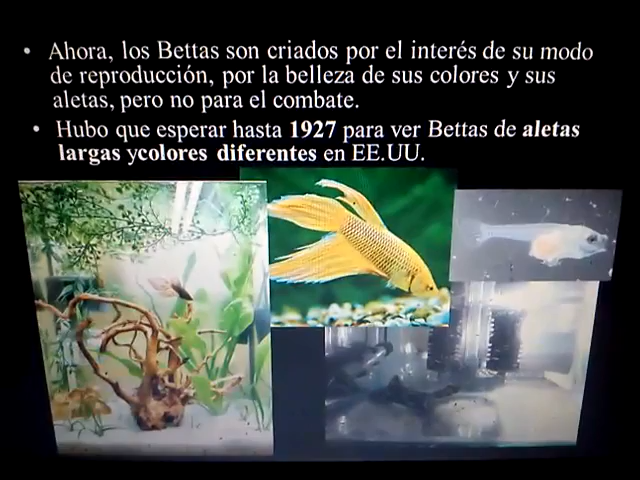 • Ahora, los Bettas son criados por el interés de su modo
de reproducción, por la belleza de sus colores y sus
aletas, pero no para el combate.
• Hubo que esperar hasta 1927 para ver Bettas de aletas
largas ycolores diferentes en EE.UU.